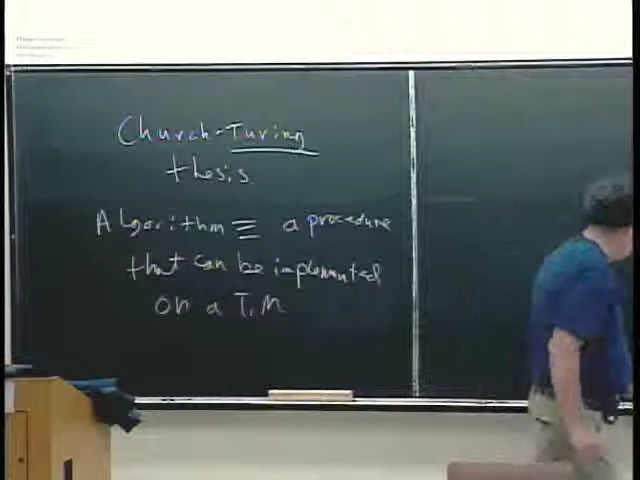 Church-Turing
thesis
Algorithm ≡ a procedure
that can be implemented
on a T.M